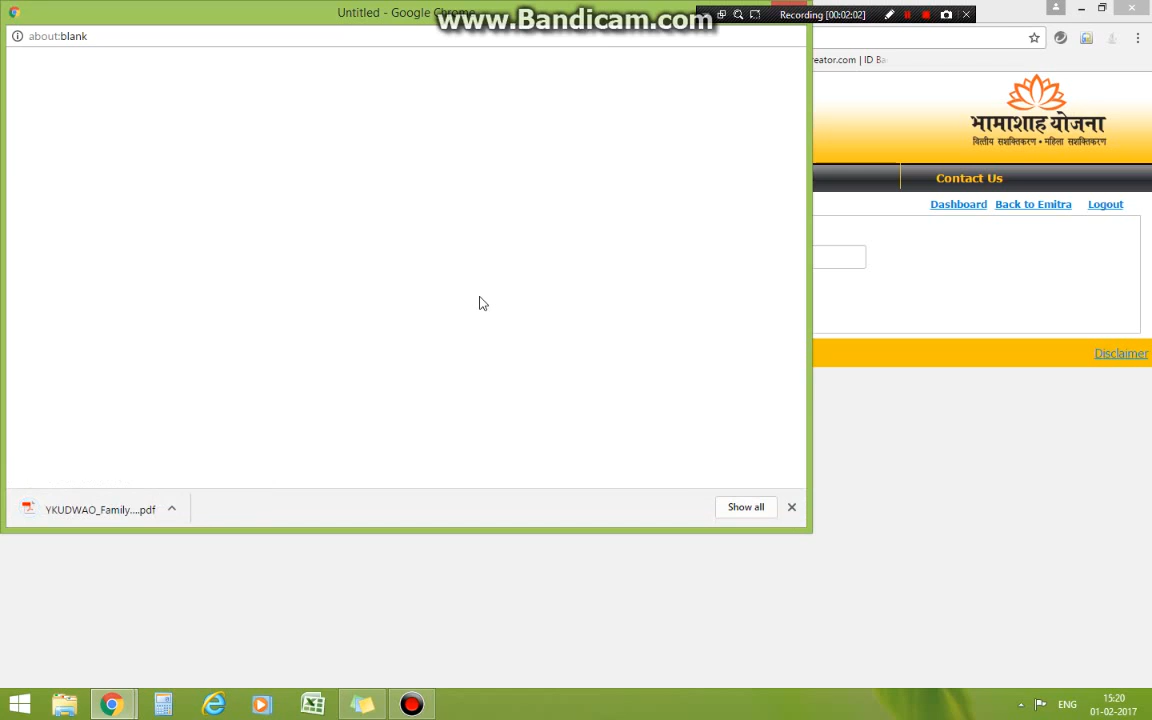 Untitled - Google Chrome
www.Bandicam.com
Recording [00:02:02]
about:blank
eator.com | ID Ba
भामाशाह योजना
वित्तीय सशक्तिकरण • महिला सशक्तिकरण
Contact Us
Dashboard Back to Emitra Logout
Disclaimer
YKUDWAO_Family....pdf
Show all
ENG
15:20
01-02-2017